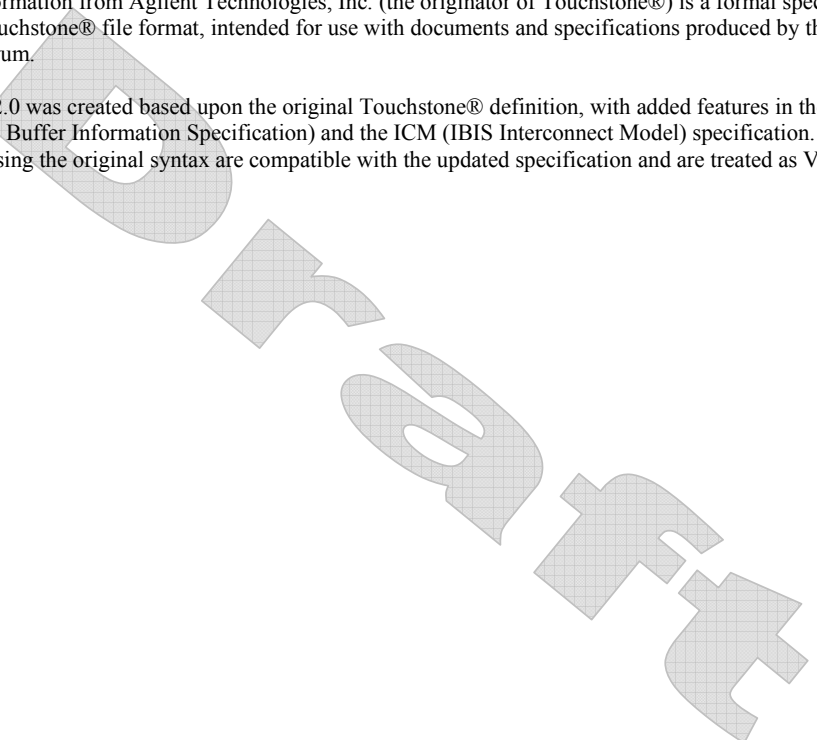 ormation from Agilent Technologies, Inc. (the originator of Touchstone®) is a formal spec
uchstone® file format, intended for use with documents and specifications produced by th
um.
2.0 was created based upon the original Touchstone® definition, with added features in the
Buffer Information Specification) and the ICM (IBIS Interconnect Model) specification.
sing the original syntax are compatible with the updated specification and are treated as V
Draft